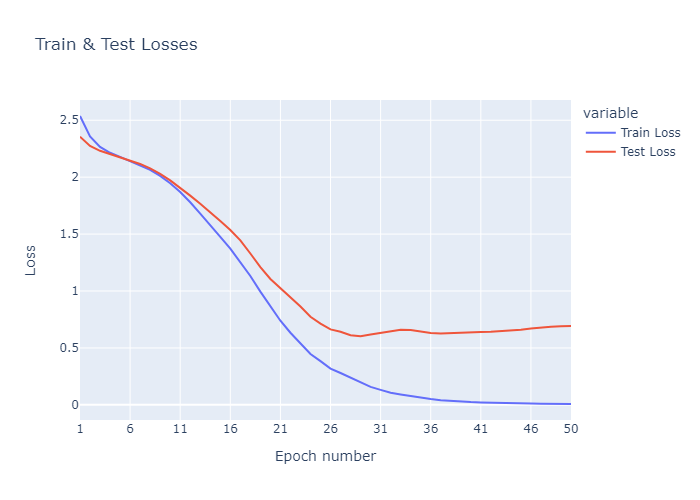 Train & Test Losses
variable
Train Loss
Test Loss
Loss
2.5
2
1.5
1
0.5
0
1 6 11 16 21 26 31 36 41 46 50
Epoch number